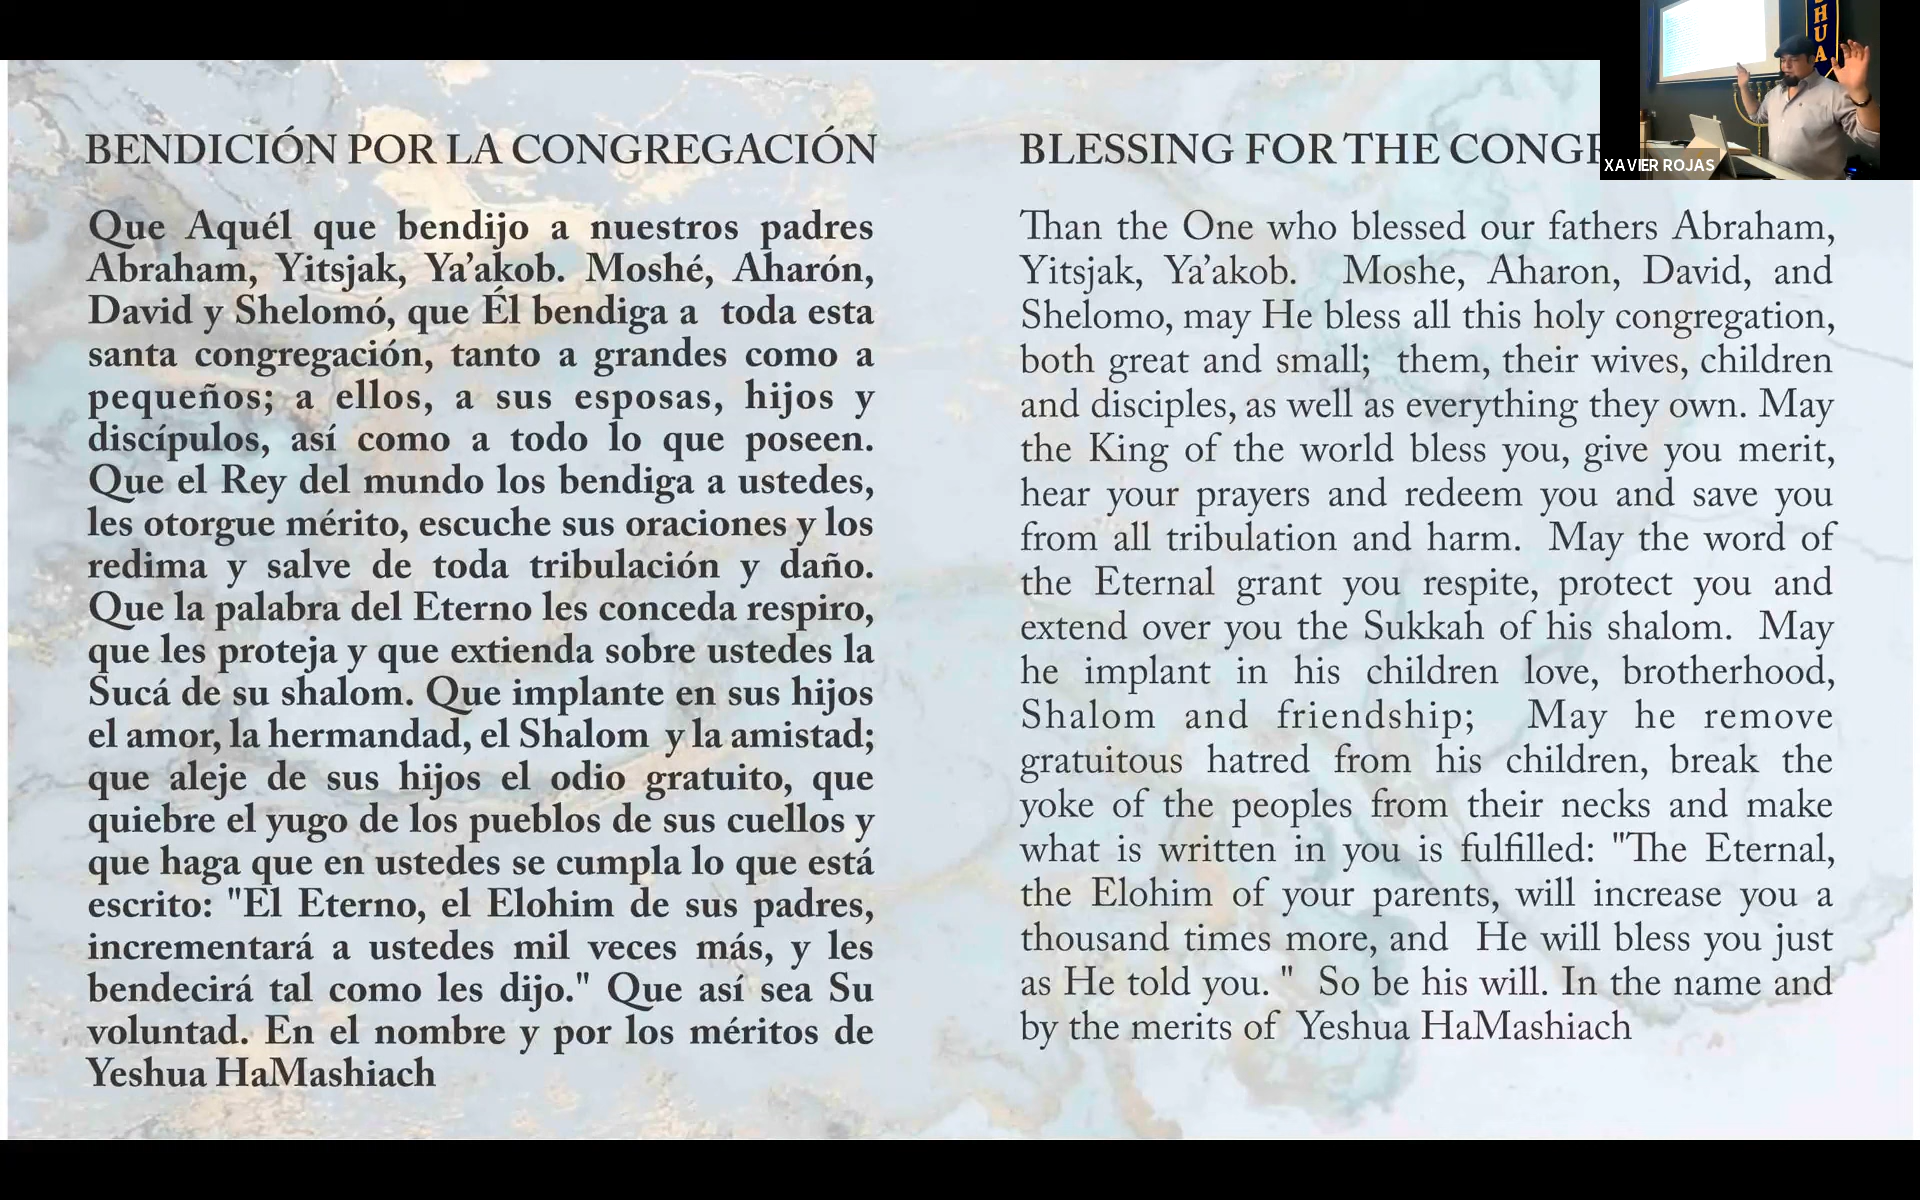 BENDICIÓN POR LA CONGREGACIÓN
Que Aquél que bendijo a nuestros padres
Abraham, Yitsjak, Ya’akob. Moshé, Aharón,
David y Shelomó, que Él bendiga a toda esta
santa congregación, tanto a grandes como a
pequeños; a ellos, a sus esposas, hijos y
discípulos, así como a todo lo que poseen.
Que el Rey del mundo los bendiga a ustedes,
les otorgue mérito, escuche sus oraciones y los
redima y salve de toda tribulación y daño.
Que la palabra del Eterno les conceda respiro,
que les proteja y que extienda sobre ustedes la
Sucá de su shalom. Que implante en sus hijos
el amor, la hermandad, el Shalom y la amistad;
que aleje de sus hijos el odio gratuito, que
quiebre el yugo de los pueblos de sus cuellos y
que haga que en ustedes se cumpla lo que está
escrito: "El Eterno, el Elohim de sus padres,
incrementará a ustedes mil veces más, y les
bendecirá tal como les dijo." Que así sea Su
voluntad. En el nombre y por los méritos de
Yeshua HaMashiach
BLESSING FOR THE CONGR
Than the One who blessed our fathers Abraham,
Yitsjak, Ya’akob. Moshe, Aharon, David, and
Shelomo, may He bless all this holy congregation,
both great and small; them, their wives, children
and disciples, as well as everything they own. May
the King of the world bless you, give you merit,
hear your prayers and redeem you and save you
from all tribulation and harm. May the word of
the Eternal grant you respite, protect you and
extend over you the Sukkah of his shalom. May
he implant in his children love, brotherhood,
Shalom and friendship; May he remove
gratuitous hatred from his children, break the
yoke of the peoples from their necks and make
what is written in you is fulfilled: "The Eternal,
the Elohim of your parents, will increase you a
thousand times more, and He will bless you just
as He told you. " So be his will. In the name and
by the merits of Yeshua HaMashiach
HUA
XAVIER ROJAS